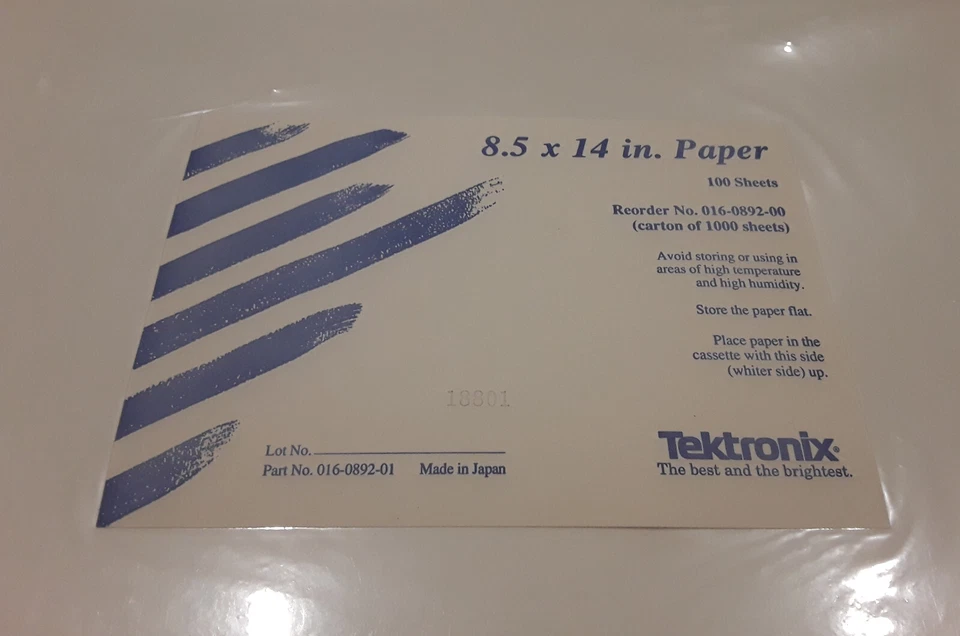 8.5 x 14 in. Paper
100 Sheets
Reorder No. 016-0892-00
(carton of 1000 sheets)
Avoid storing or using in
areas of high temperature
and high humidity.
Store the paper flat.
Place paper in the
cassette with this side
(whiter side) up.
18801
Lot No.
Part No. 016-0892-01 Made in Japan
Tektronix®
The best and the brightest.